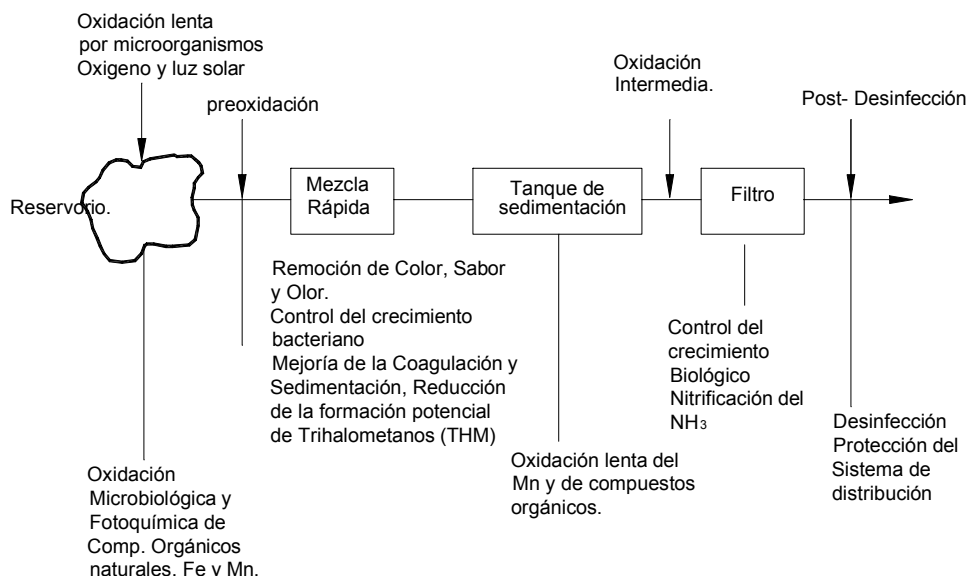 Oxidación lenta
por microorganismos
Oxigeno y luz solar
preoxidación
Oxidación
Intermedia.
Post- Desinfección
Reservorio.
Mezcla
Rápida
Tanque de
sedimentación
Filtro
Remoción de Color, Sabor
y Olor.
Control del crecimiento
bacteriano
Mejoría de la Coagulación y
Sedimentación, Reducción
de la formación potencial
de Trihalometanos (THM)
Control del
crecimiento
Biológico
Nitrificación del
NH3
Desinfección
Protección del
Sistema de
distribución
Oxidación lenta del
Mn y de compuestos
orgánicos.
Oxidación
Microbiológica y
Fotoquímica de
Comp. Orgánicos
naturales, Fe y Mn.